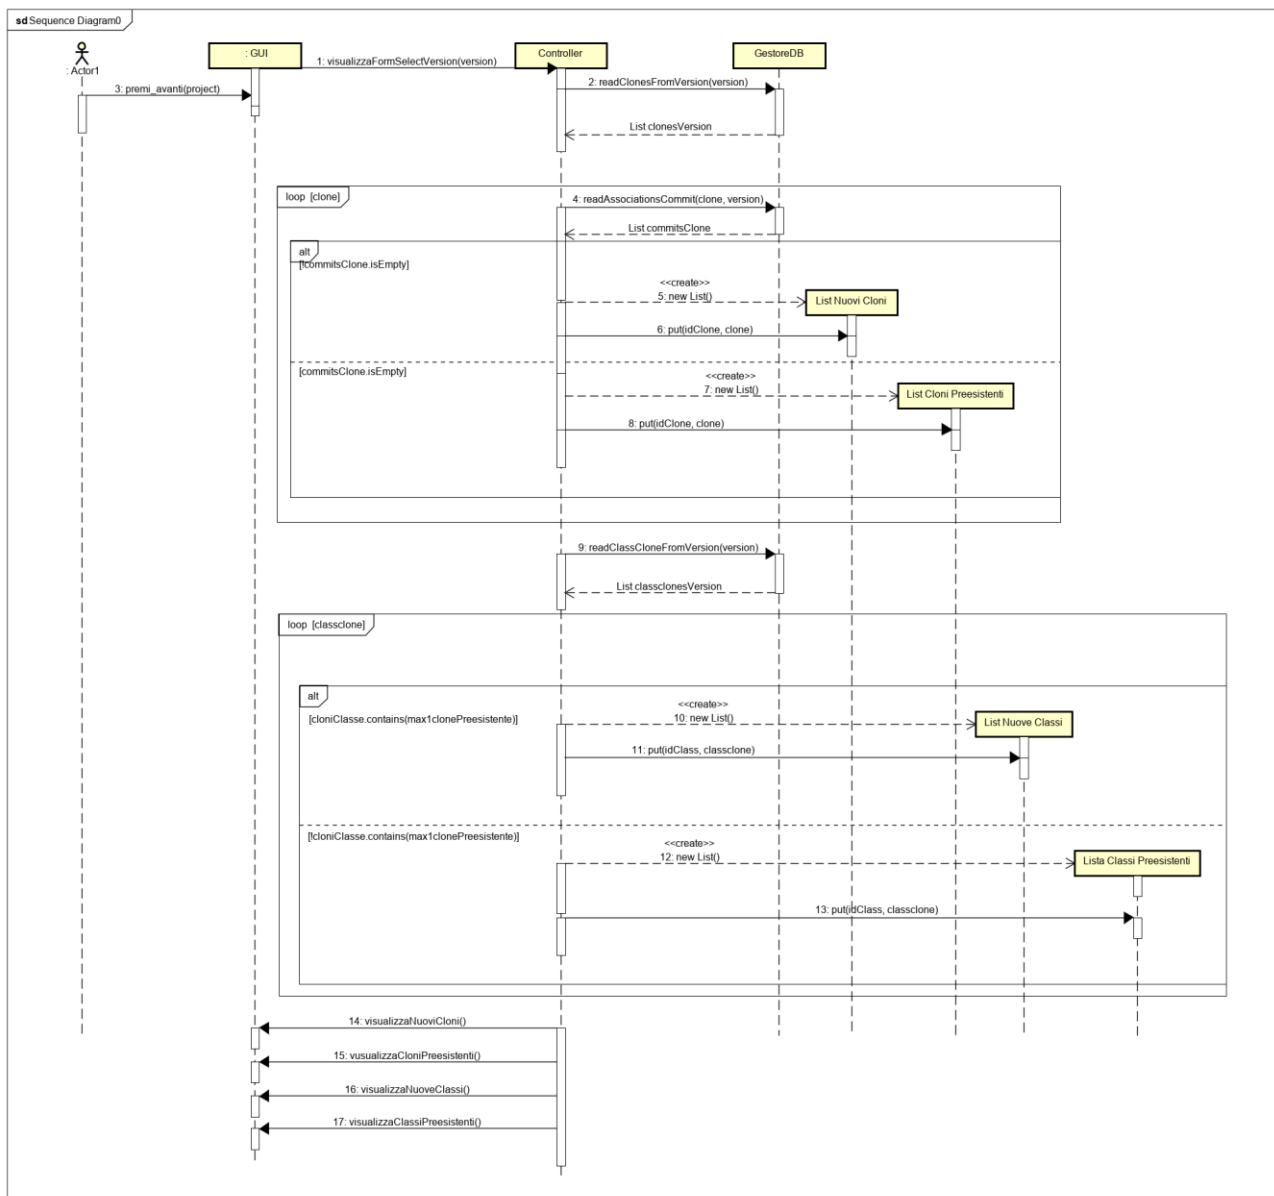 sd Sequence Diagram0
: Actor1
: GUI
Controller
GestoreDB
1: visualizzaFormSelectVersion(version)
2: readClonesFromVersion(version)
3: premi_avanti(project)
List clonesVersion
loop [clone]
4: readAssociationsCommit(clone, version)
List commitsClone
alt
[!commitsClone.isEmpty]
<<create>>
5: new List()
List Nuovi Cloni
6: put(idClone, clone)
[commitsClone.isEmpty]
<<create>>
7: new List()
List Cloni Preesistenti
8: put(idClone, clone)
9: readClassCloneFromVersion(version)
List classclonesVersion
loop [classclone]
alt
[cloniClasse.contains(max1clonePreesistente)]
<<create>>
10: new List()
List Nuove Classi
11: put(idClass, classclone)
[!cloniClasse.contains(max1clonePreesistente)]
<<create>>
12: new List()
Lista Classi Preesistenti
13: put(idClass, classclone)
14: visualizzaNuoviCloni()
15: vusualizzaCloniPreesistenti()
16: visualizzaNuoveClassi()
17: visualizzaClassiPreesistenti()